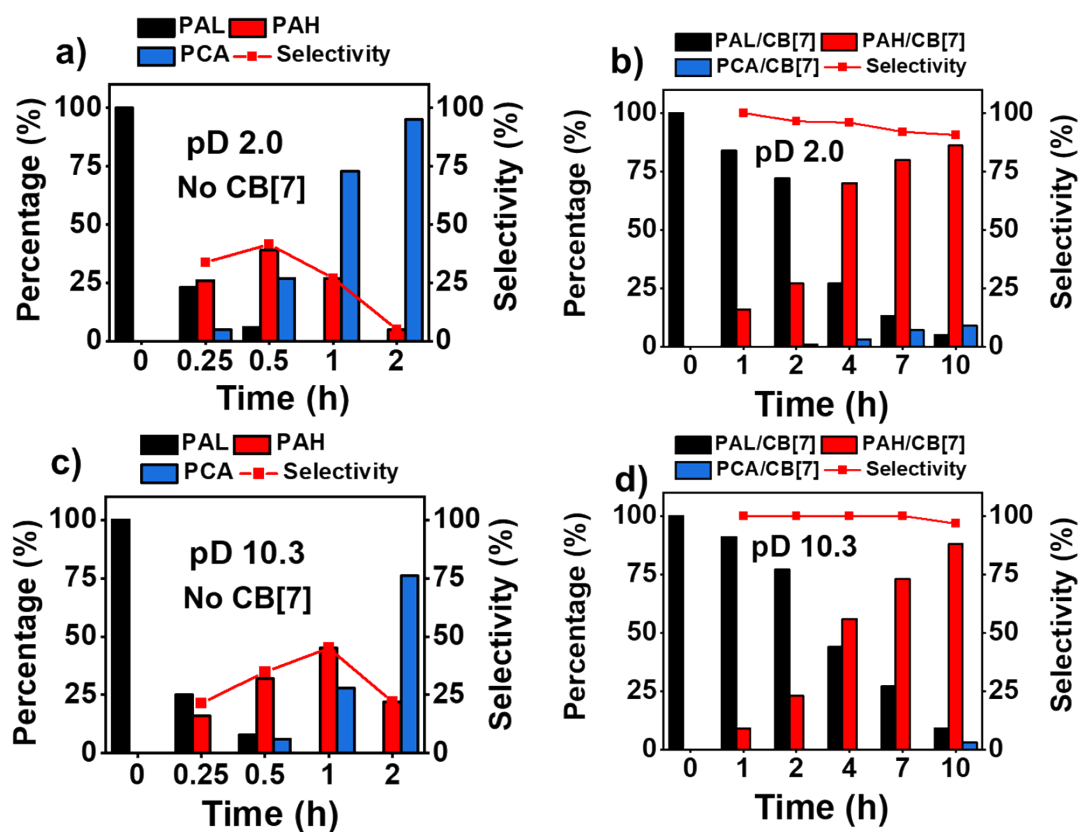 a)
PAL PAH
PCA Selectivity
100
75
50
25
0
100
75
50
25
0
Percentage (%)
Selectivity (%)
pD 2.0
No CB[7]
0 0.25 0.5 1 2
Time (h)
b)
PAL/CB[7] PAH/CB[7]
PCA/CB[7] Selectivity
100
75
50
25
0
100
75
50
25
0
Percentage (%)
Selectivity (%)
pD 2.0
0 1 2 4 7 10
Time (h)
c)
PAL PAH
PCA Selectivity
100
75
50
25
0
100
75
50
25
0
Percentage (%)
Selectivity (%)
pD 10.3
No CB[7]
0 0.25 0.5 1 2
Time (h)
d)
PAL/CB[7] PAH/CB[7]
PCA/CB[7] Selectivity
100
75
50
25
0
100
75
50
25
0
Percentage (%)
Selectivity (%)
pD 10.3
0 1 2 4 7 10
Time (h)